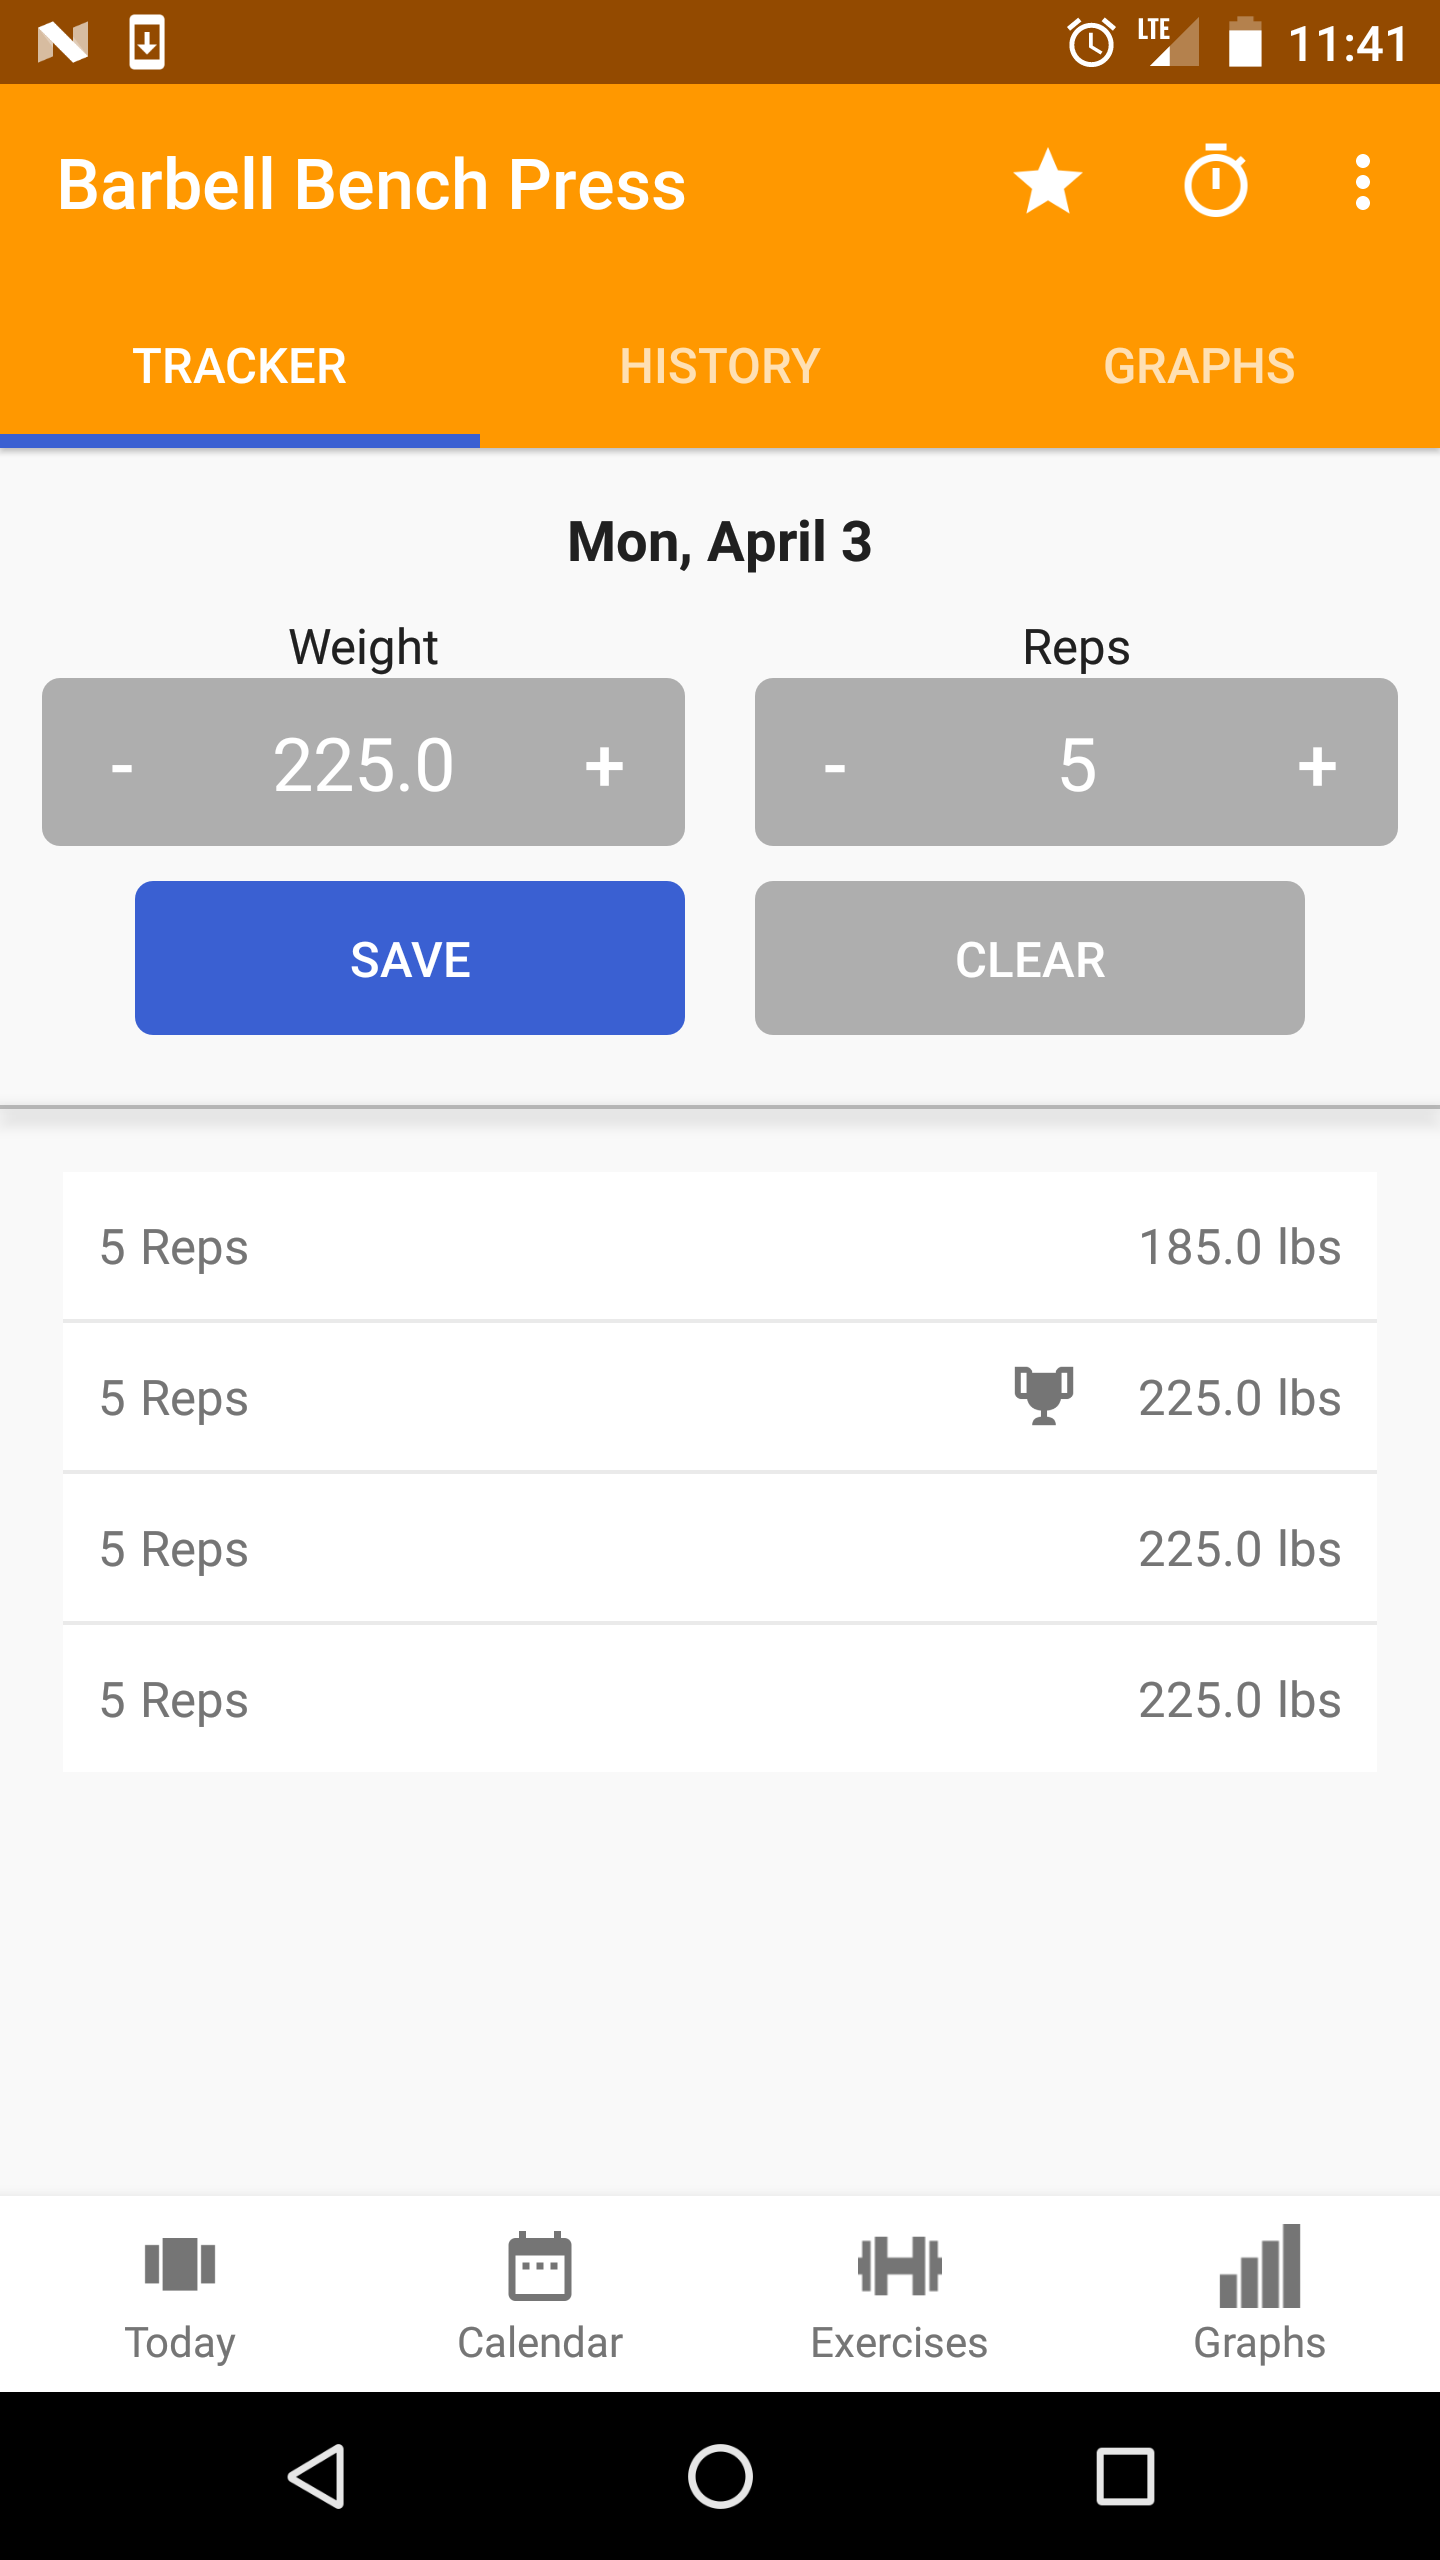 LTE 11:41
Barbell Bench Press
TRACKER HISTORY GRAPHS
Mon, April 3
Weight Reps
- 225.0 + - 5 +
SAVE CLEAR
5 Reps 185.0 lbs
5 Reps 225.0 lbs
5 Reps 225.0 lbs
5 Reps 225.0 lbs
Today Calendar Exercises Graphs